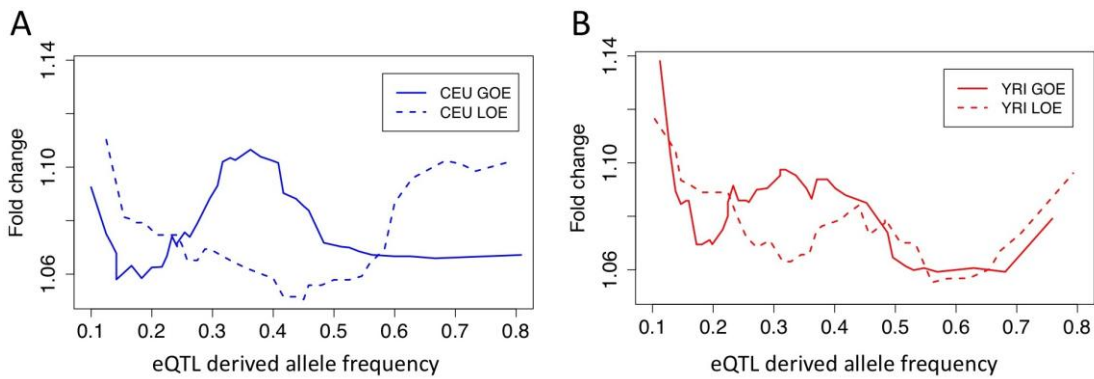 A
Fold change
1.14
1.10
1.06
CEU GOE
CEU LOE
0.1 0.2 0.3 0.4 0.5 0.6 0.7 0.8
eQTL derived allele frequency
B
Fold change
1.14
1.10
1.06
YRI GOE
YRI LOE
0.1 0.2 0.3 0.4 0.5 0.6 0.7 0.8
eQTL derived allele frequency